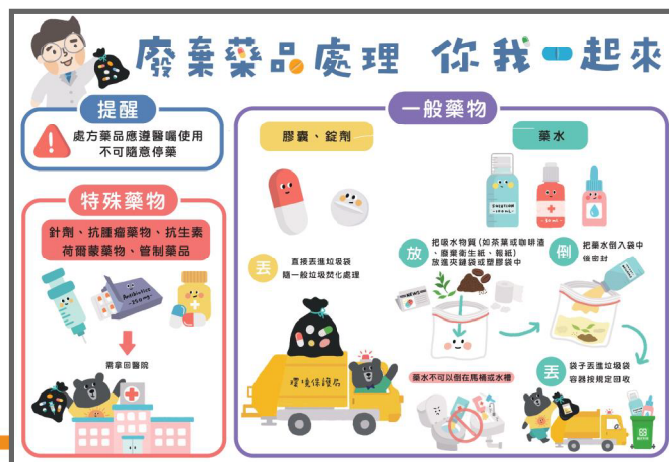 廢棄藥品處理 你我一起來
提醒
處方藥品應遵醫囑使用
不可隨意停藥
特殊藥物
針劑、抗腫瘤藥物、抗生素
荷爾蒙藥物、管制藥品
Antibiotics
250mg
需拿回醫院
一般藥物
膠囊、錠劑
丟
直接丟進垃圾袋
隨一般垃圾焚化處理
環境保護局
藥水
SOLUTION
放
把吸水物質(如茶葉或咖啡渣
、廢棄衛生紙、報紙)
放進夾鏈袋或塑膠袋中
NEWS
倒
把藥水倒入袋中
後密封
藥水不可以倒在馬桶或水槽
丟
袋子丟進垃圾袋
容器按規定回收